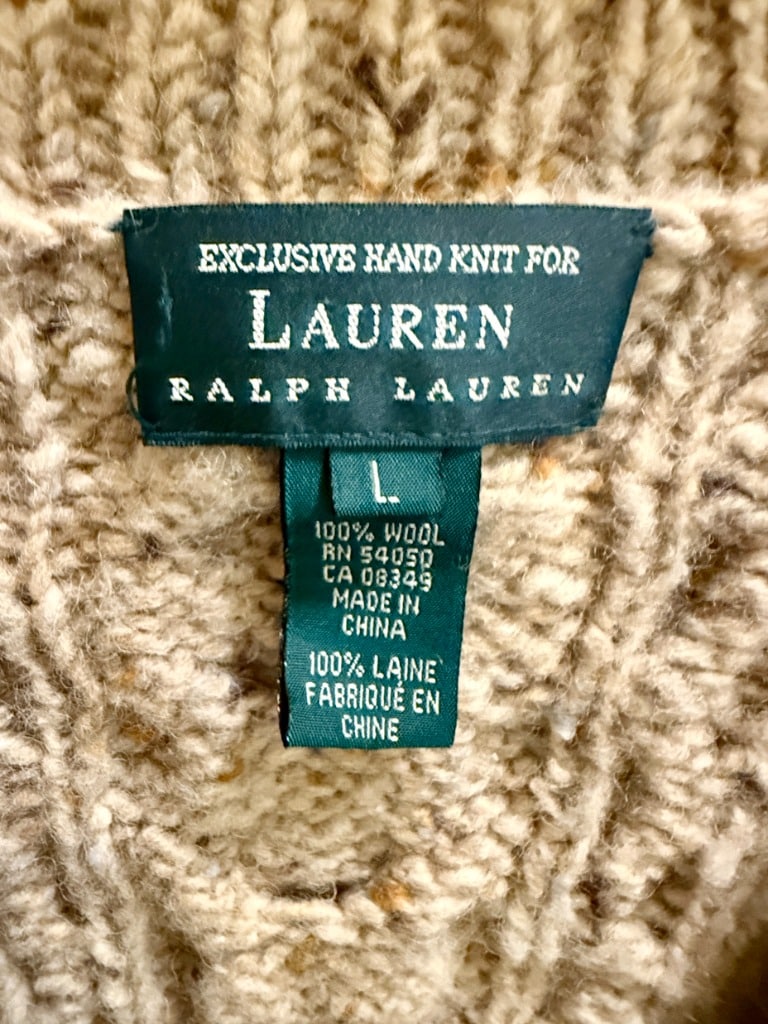 EXCLUSIVE HAND KNIT FOR
LAUREN
RALPH LAUREN
L
100% WOOL
RN 54050
CA 08349
MADE IN
CHINA
100% LAINE
FABRIQUÉ EN
CHINE